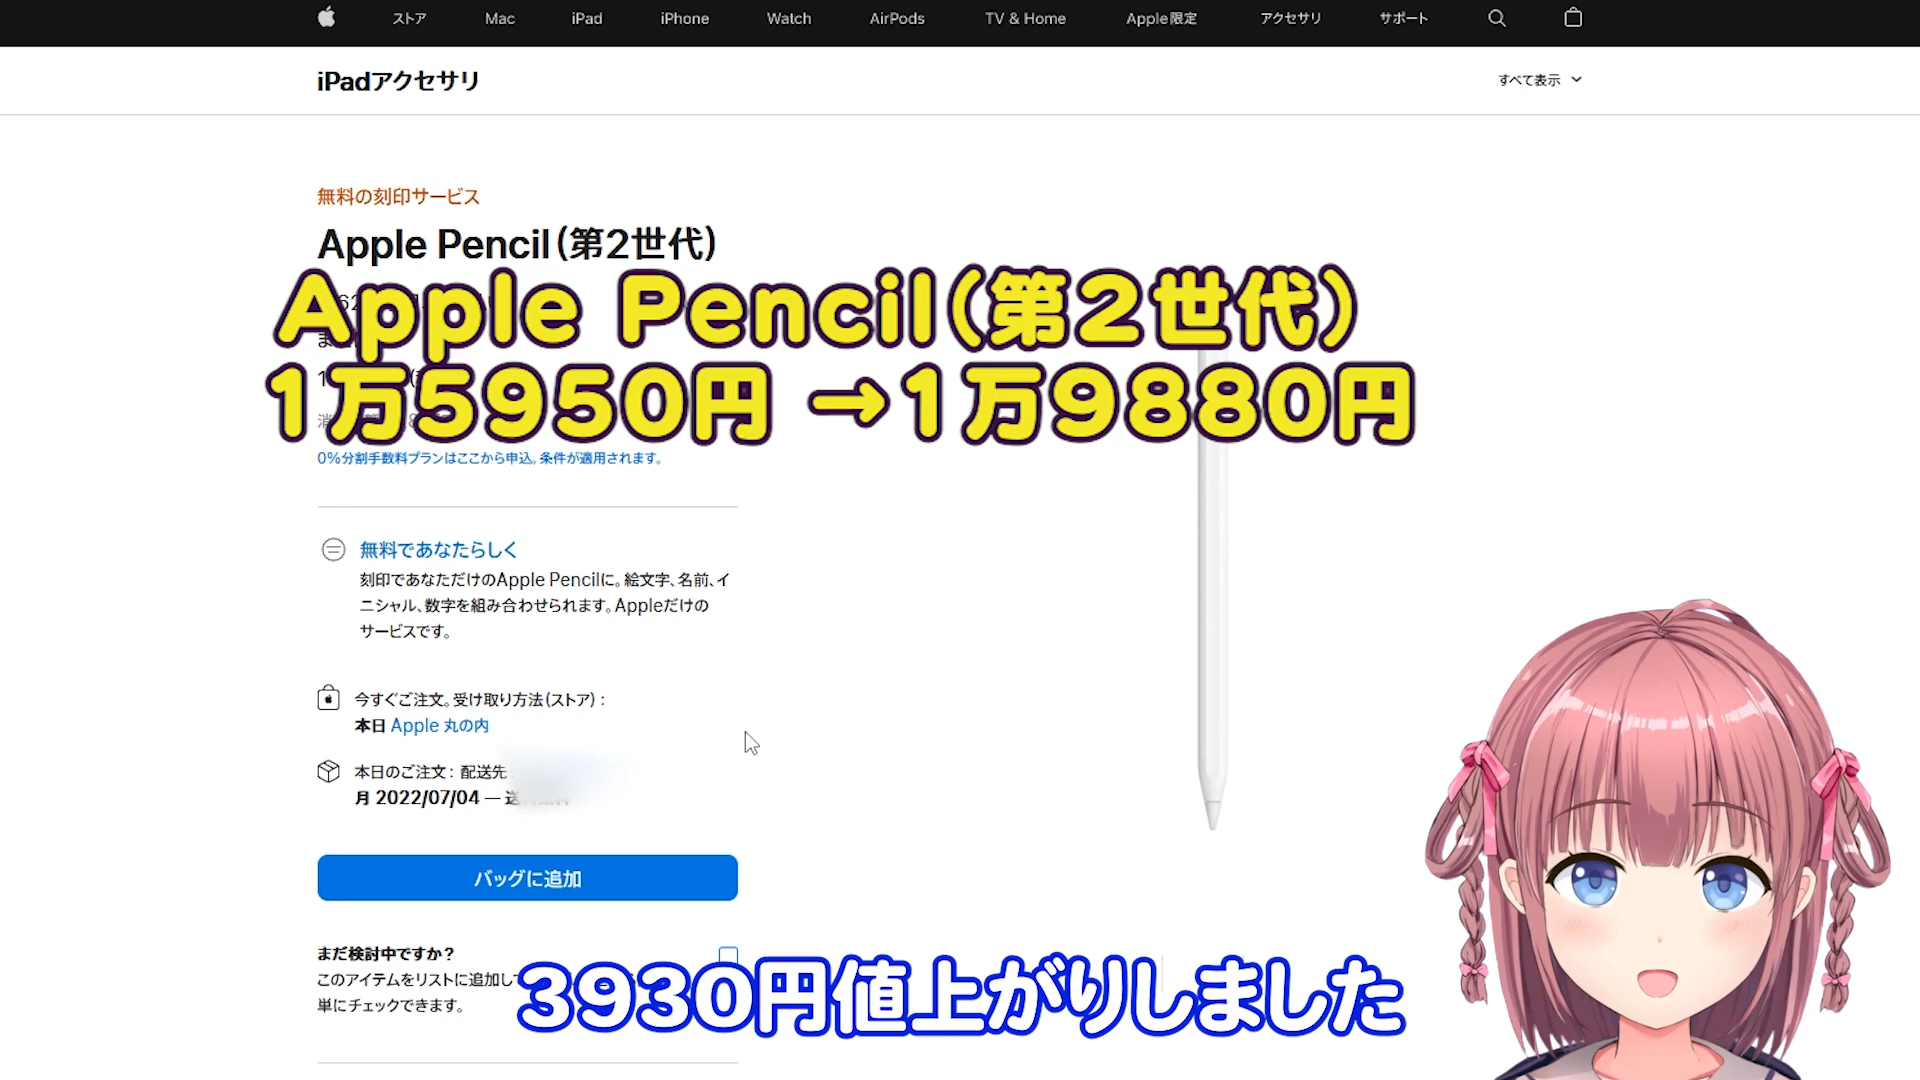 ストア Mac iPad iPhone Watch AirPods TV & Home Apple限定 アクセサリ サポート
iPadアクセサリ
すべて表示
無料の刻印サービス
Apple Pencil(第2世代)
Apple Pencil(第2世代)
1万5950円→1万9880円
0%分割手数料プランはここから申込。条件が適用されます。
無料であなたらしく
刻印であなただけのApple Pencilに。絵文字、名前、イ
ニシャル、数字を組み合わせられます。Appleだけの
サービスです。
今すぐご注文。受け取り方法(ストア):
本日 Apple 丸の内
本日のご注文: 配送先:
月 2022/07/04 —
バッグに追加
まだ検討中ですか?
このアイテムをリストに追加し
単にチェックできます。
3930円値上がりしました